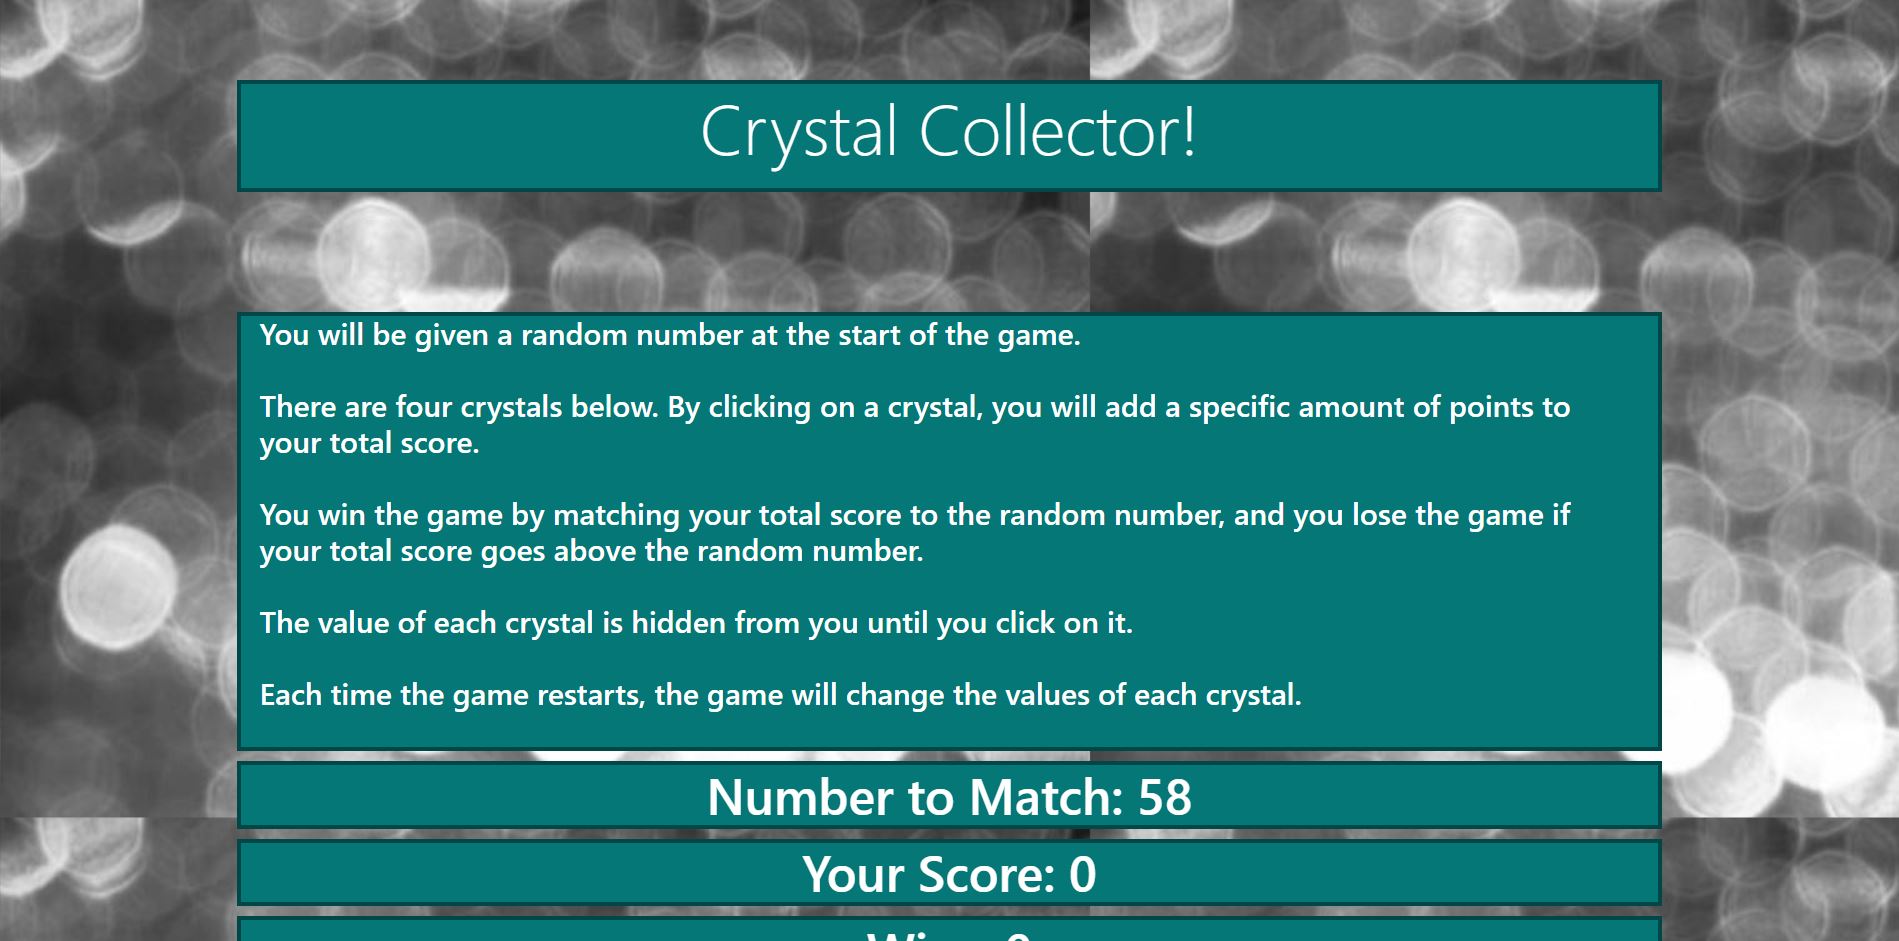 Crystal Collector!
You will be given a random number at the start of the game.
There are four crystals below. By clicking on a crystal, you will add a specific amount of points to
your total score.
You win the game by matching your total score to the random number, and you lose the game if
your total score goes above the random number.
The value of each crystal is hidden from you until you click on it.
Each time the game restarts, the game will change the values of each crystal.
Number to Match: 58
Your Score: 0